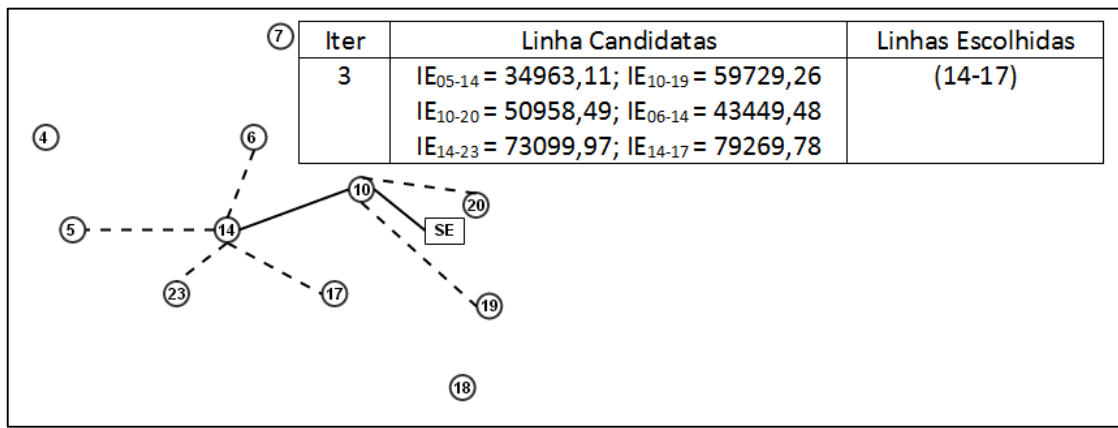 7
Iter Linha Candidatas Linhas Escolhidas
3 IE05-14 = 34963,11; IE10-19 = 59729,26 (14-17)
IE10-20 = 50958,49; IE06-14 = 43449,48
IE14-23 = 73099,97; IE14-17 = 79269,78
4
6
10
20
5
14
SE
23
17
19
18